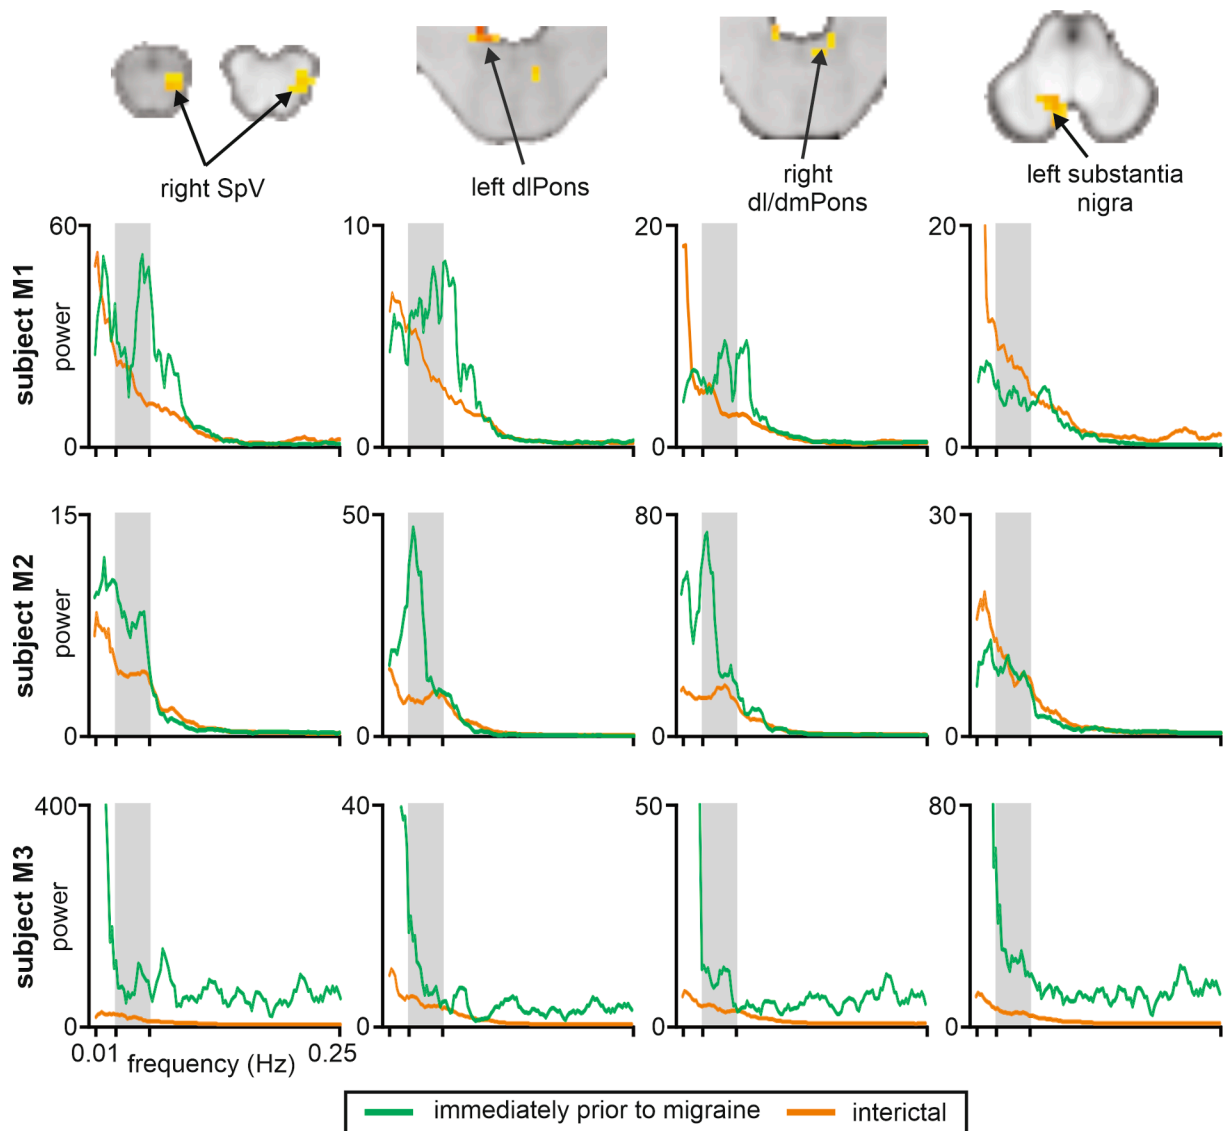 right SpV
left dlPons
right
dl/dmPons
left substantia
nigra
subject M1
power
60
0
10
0
20
0
20
0
subject M2
power
15
0
50
0
80
0
30
0
subject M3
power
400
0
40
0
50
0
80
0
0.01 frequency (Hz) 0.25
immediately prior to migraine interictal